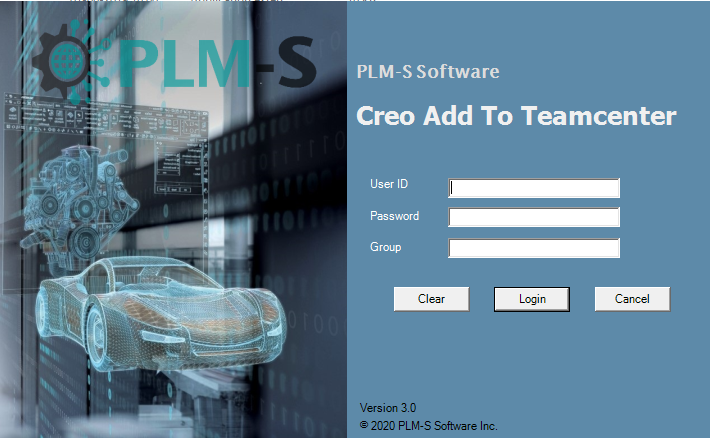 PLM-S
PLM-S Software
Creo Add To Teamcenter
User ID
Password
Group
Clear
Login
Cancel
Version 3.0
© 2020 PLM-S Software Inc.